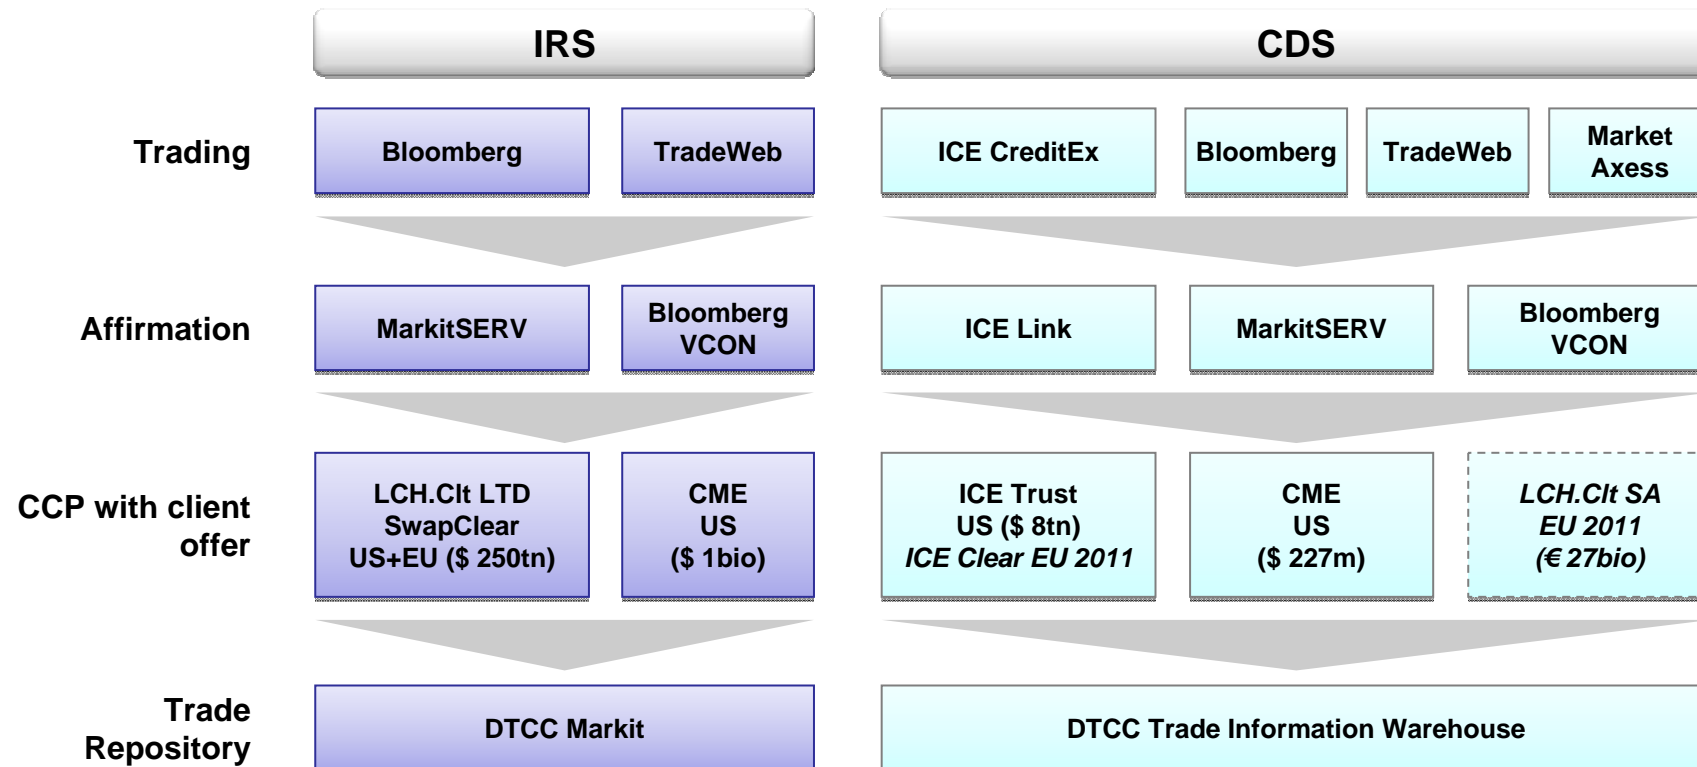 IRS
CDS
Trading
Bloomberg
TradeWeb
ICE CreditEx
Bloomberg
TradeWeb
Market
Axess
Affirmation
MarkitSERV
Bloomberg
VCON
ICE Link
MarkitSERV
Bloomberg
VCON
CCP with client
offer
LCH.Clt LTD
SwapClear
US+EU ($ 250tn)
CME
US
($ 1bio)
ICE Trust
US ($ 8tn)
ICE Clear EU 2011
CME
US
($ 227m)
LCH.Clt SA
EU 2011
(€ 27bio)
Trade
Repository
DTCC Markit
DTCC Trade Information Warehouse